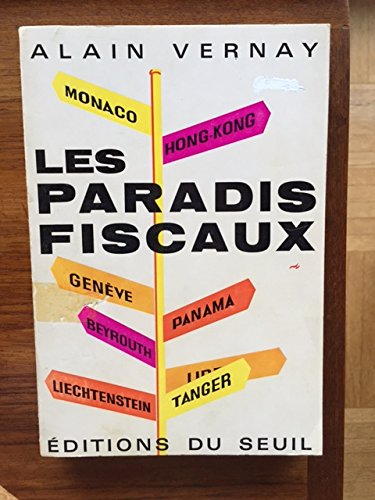 ALAIN VERNAY
MONACO
HONG-KONG
LES
PARADIS
FISCAUX
GENÈVE
PANAMA
BEYROUTH
LIECHTENSTEIN
TANGER
ÉDITIONS DU SEUIL